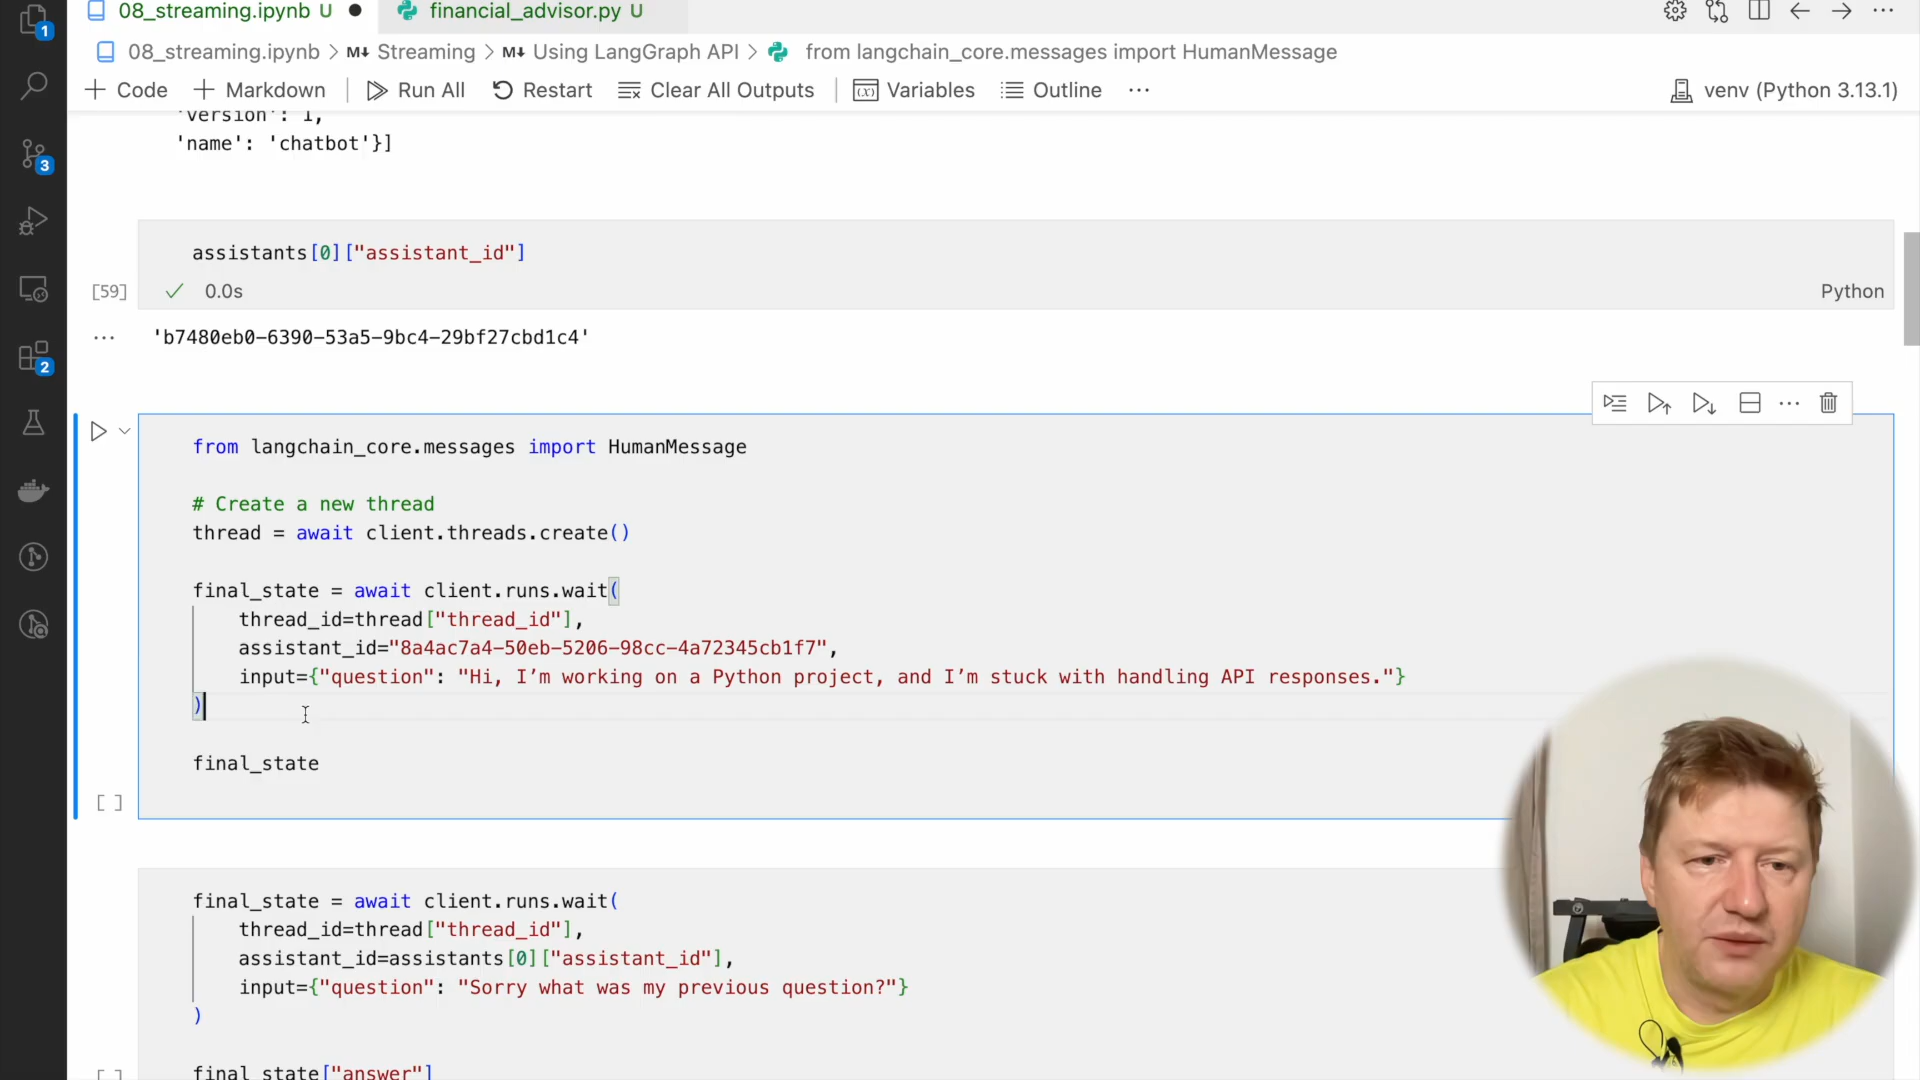 08_streaming.ipynb U ● financial_advisor.py U
08_streaming.ipynb > M↓ Streaming > M↓ Using LangGraph API > from langchain_core.messages import HumanMessage
+ Code + Markdown Run All Restart Clear All Outputs Variables Outline ··· venv (Python 3.13.1)
1
3
2
'version': 1,
'name': 'chatbot'}]
assistants[0]["assistant_id"]
[59] ✓ 0.0s Python
··· 'b7480eb0-6390-53a5-9bc4-29bf27cbd1c4'
from langchain_core.messages import HumanMessage
# Create a new thread
thread = await client.threads.create()
final_state = await client.runs.wait(
thread_id=thread["thread_id"],
assistant_id="8a4ac7a4-50eb-5206-98cc-4a72345cb1f7",
input={"question": "Hi, I’m working on a Python project, and I’m stuck with handling API responses."}
)
final_state
[ ]
final_state = await client.runs.wait(
thread_id=thread["thread_id"],
assistant_id=assistants[0]["assistant_id"],
input={"question": "Sorry what was my previous question?"}
)
final_state["answer"]
[ ]